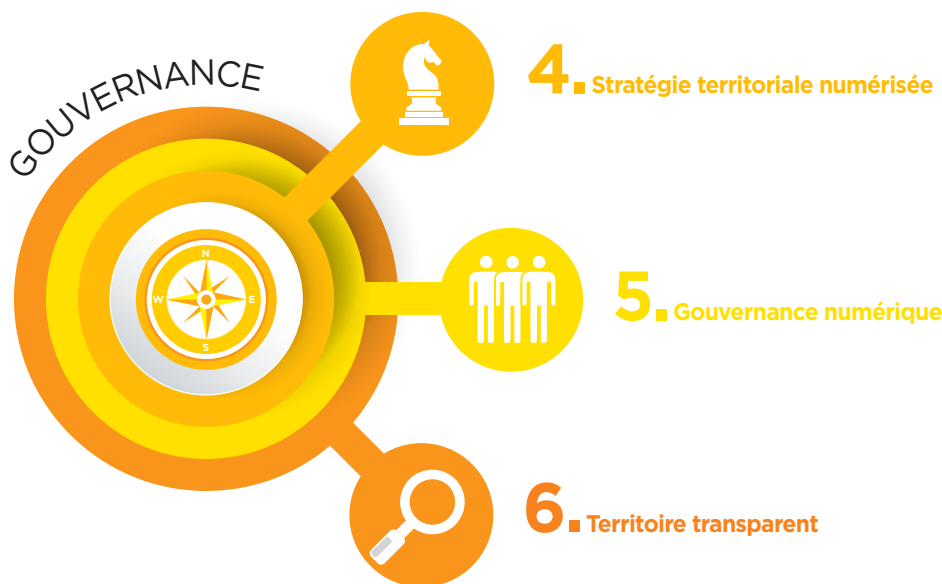 GOUVERNANCE
4. Stratégie territoriale numérisée
N
W E
S
5. Gouvernance numérique
6. Territoire transparent